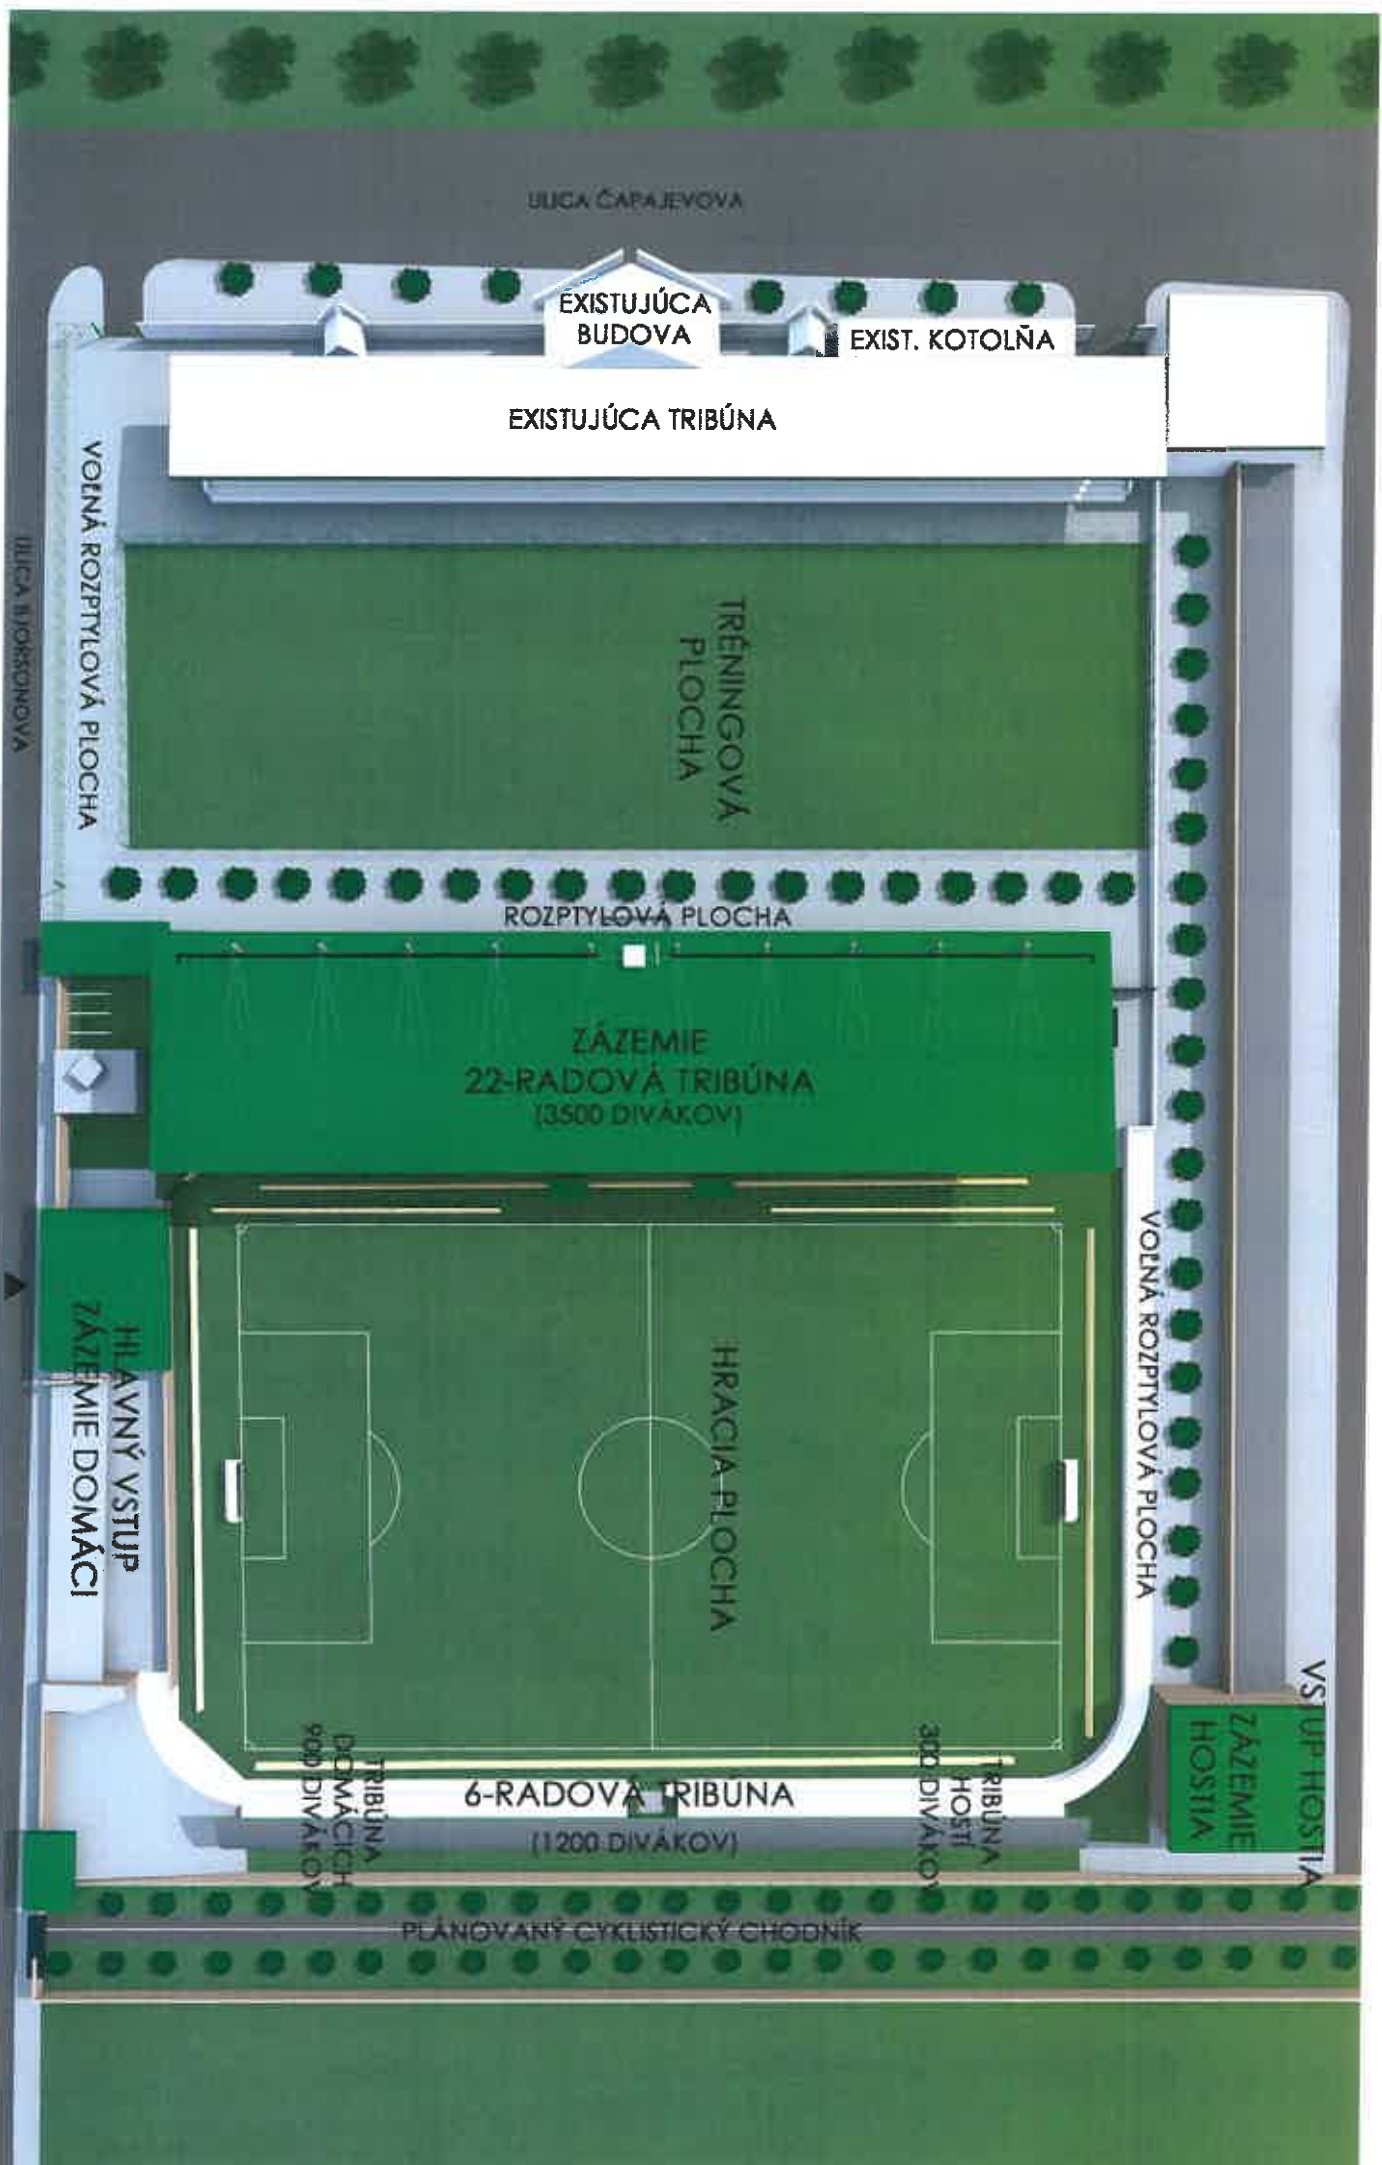 ULICA ČAPAJEVOVA
EXISTUJÚCA
BUDOVA
EXIST. KOTOLŇA
EXISTUJÚCA TRIBÚNA
VOĽNÁ ROZPTYLOVÁ PLOCHA
ULICA BJORSONOVA
TRÉNINGOVÁ
PLOCHA
ROZPTYLOVÁ PLOCHA
ZÁZEMIE
22-RADOVÁ TRIBÚNA
(3500 DIVÁKOV)
HLAVNÝ VSTUP
ZÁZEMIE DOMÁCI
HRACIA PLOCHA
VOĽNÁ ROZPTYLOVÁ PLOCHA
VSTUP HOSTIA
ZÁZEMIE
HOSTIA
TRIBÚNA
DOMÁCICH
900 DIVÁKOV
6-RADOVÁ TRIBÚNA
(1200 DIVÁKOV)
TRIBÚNA
HOSTÍ
300 DIVÁKOV
PLÁNOVANÝ CYKLISTICKÝ CHODNÍK